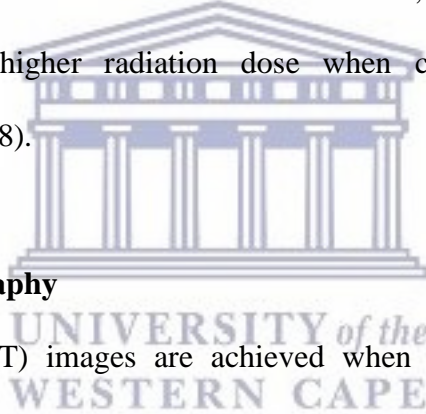 higher radiation dose when c
8).
aphy
UNIVERSITY of the
T) images are achieved when
WESTERN CAPE